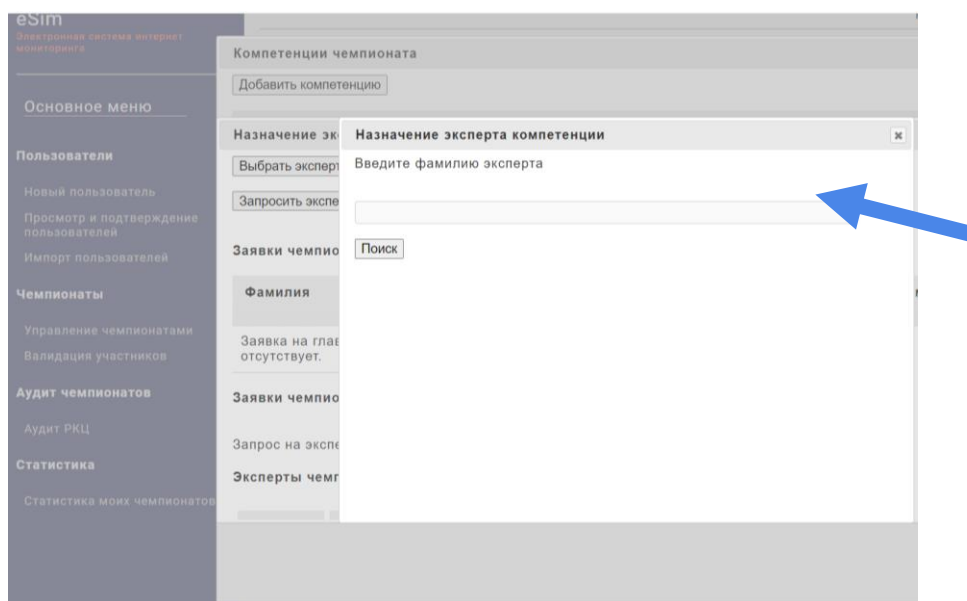 eSim
Электронная система интернет
мониторинга
Основное меню
Пользователи
Новый пользователь
Просмотр и подтверждение
пользователей
Импорт пользователей
Чемпионаты
Управление чемпионатами
Валидация участников
Аудит чемпионатов
Аудит РКЦ
Статистика
Статистика моих чемпионатов
Компетенции чемпионата
Добавить компетенцию
Назначение эк
Выбрать эксперт
Запросить экспе
Заявки чемпио
Фамилия
Заявка на глав
отсутствует.
Заявки чемпио
Запрос на экспе
Эксперты чемп
Назначение эксперта компетенции
Введите фамилию эксперта
Поиск